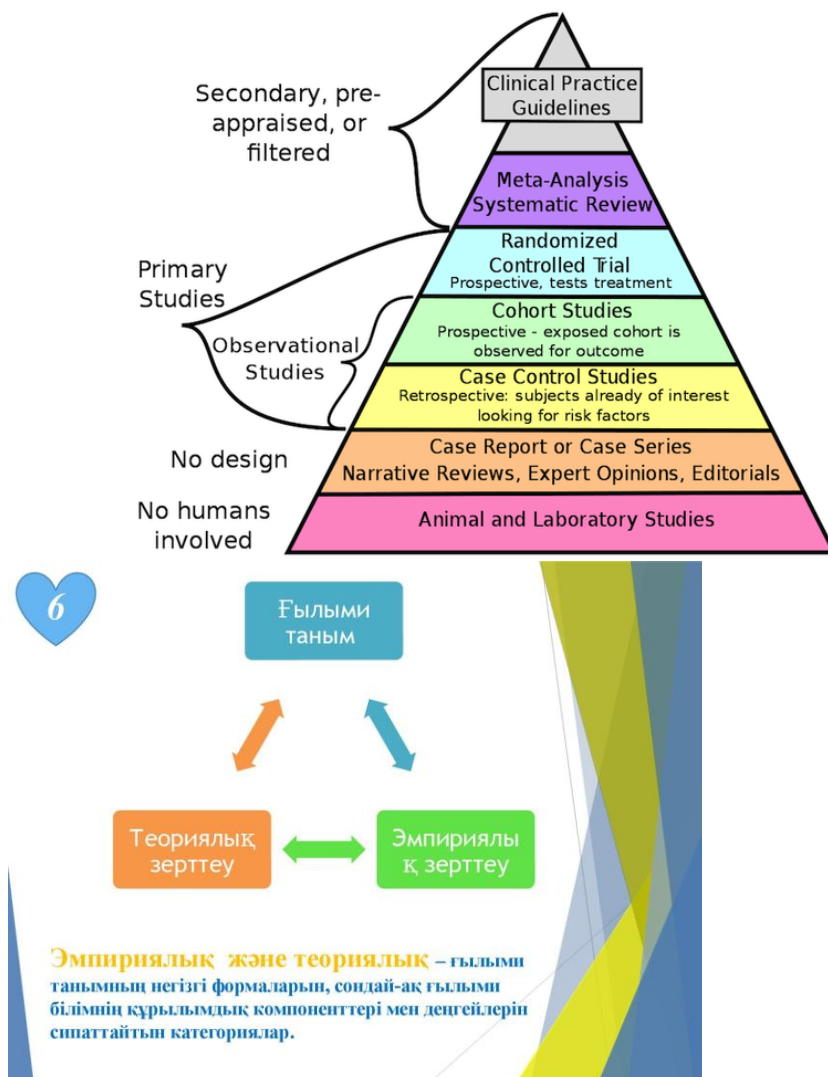 Clinical Practice
Guidelines
Secondary, pre-
appraised, or
filtered
Meta-Analysis
Systematic Review
Randomized
Controlled Trial
Prospective, tests treatment
Primary
Studies
Cohort Studies
Prospective - exposed cohort is
observed for outcome
Observational
Studies
Case Control Studies
Retrospective: subjects already of interest
looking for risk factors
No design
Case Report or Case Series
Narrative Reviews, Expert Opinions, Editorials
No humans
involved
Animal and Laboratory Studies
6
Ғылыми
таным
Теориялық
зерттеу
Эмпириялы
қ зерттеу
Эмпириялық және теориялық – ғылыми
танымның негізгі формаларын, сондай-ақ ғылыми
білімнің құрылымдық компоненттері мен деңгейлерін
сипаттайтын категориялар.